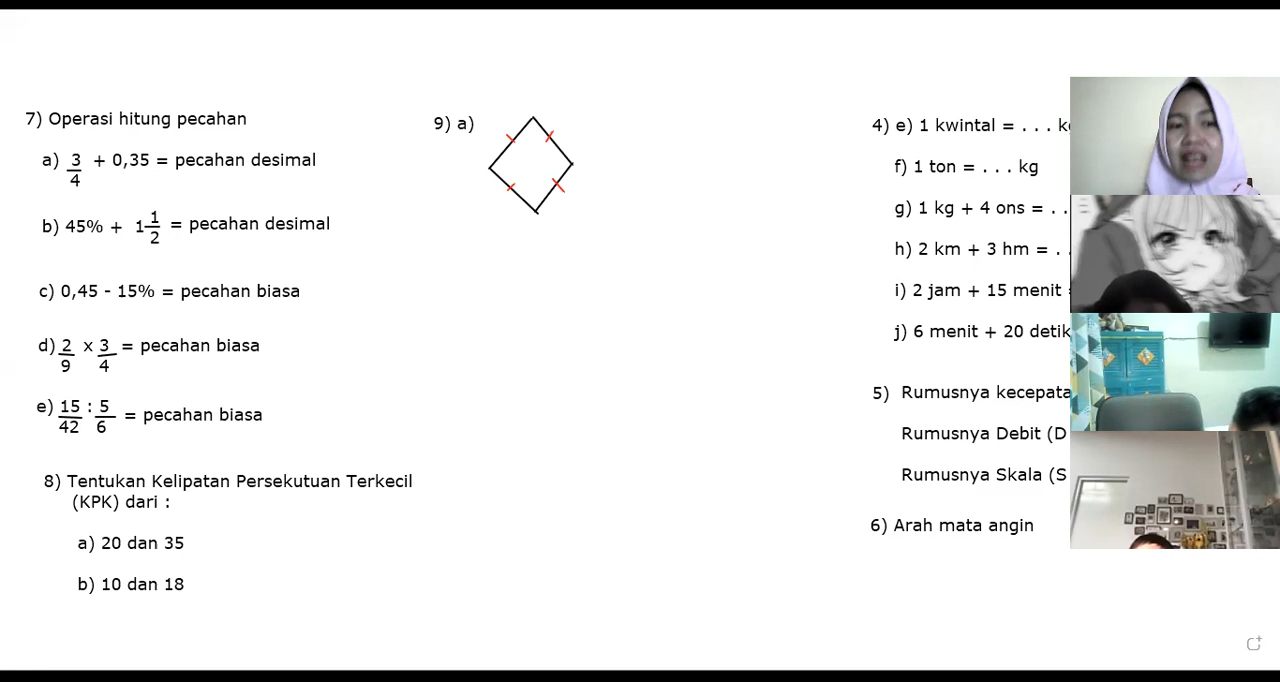 7) Operasi hitung pecahan
a) 3/4 + 0,35 = pecahan desimal
b) 45% + 1 1/2 = pecahan desimal
c) 0,45 - 15% = pecahan biasa
d) 2/9 x 3/4 = pecahan biasa
e) 15/42 : 5/6 = pecahan biasa
8) Tentukan Kelipatan Persekutuan Terkecil
(KPK) dari :
a) 20 dan 35
b) 10 dan 18
9) a)
4) e) 1 kwintal = . . . k
f) 1 ton = . . . kg
g) 1 kg + 4 ons = . .
h) 2 km + 3 hm = . .
i) 2 jam + 15 menit
j) 6 menit + 20 detik
5) Rumusnya kecepata
Rumusnya Debit (D
Rumusnya Skala (S
6) Arah mata angin